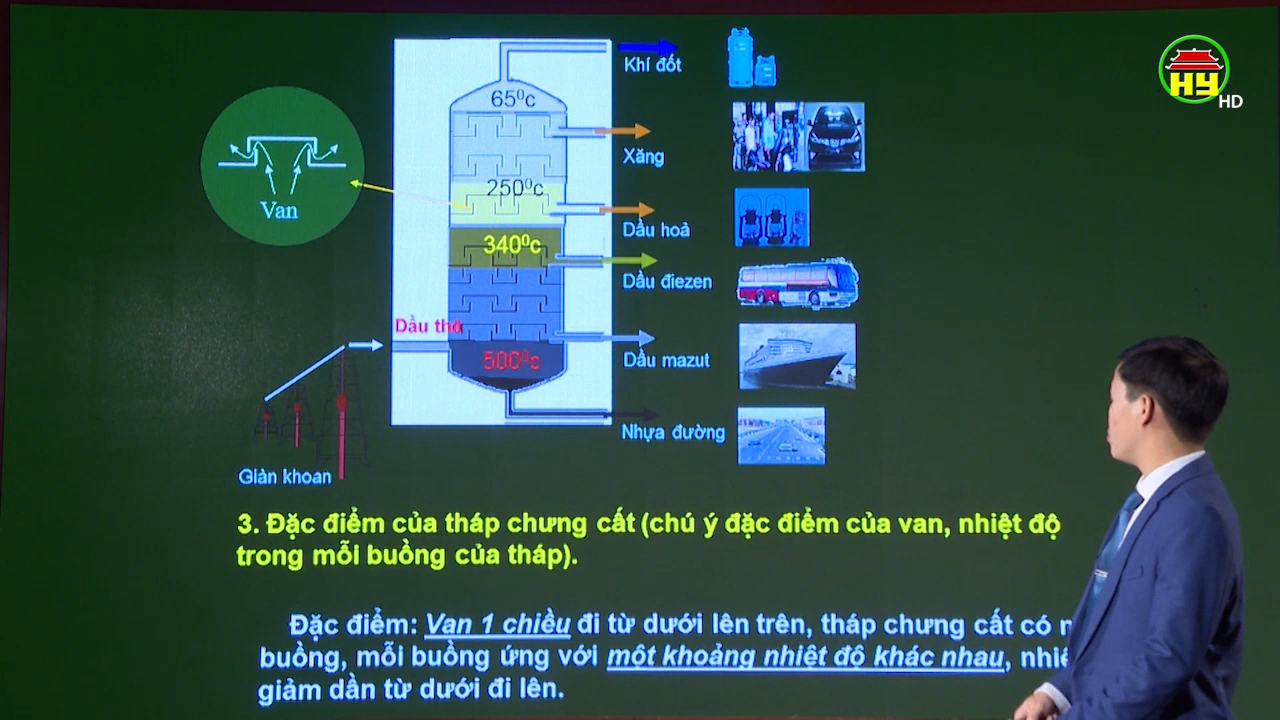 HY
HD
65⁰c
Khí đốt
Xăng
Van
250⁰c
Dầu hoả
340⁰c
Dầu điezen
Dầu thô
500⁰c
Dầu mazut
Nhựa đường
Giàn khoan
3. Đặc điểm của tháp chưng cất (chú ý đặc điểm của van, nhiệt độ
trong mỗi buồng của tháp).
Đặc điểm: Van 1 chiều đi từ dưới lên trên, tháp chưng cất có
buồng, mỗi buồng ứng với một khoảng nhiệt độ khác nhau,
giảm dần từ dưới đi lên.